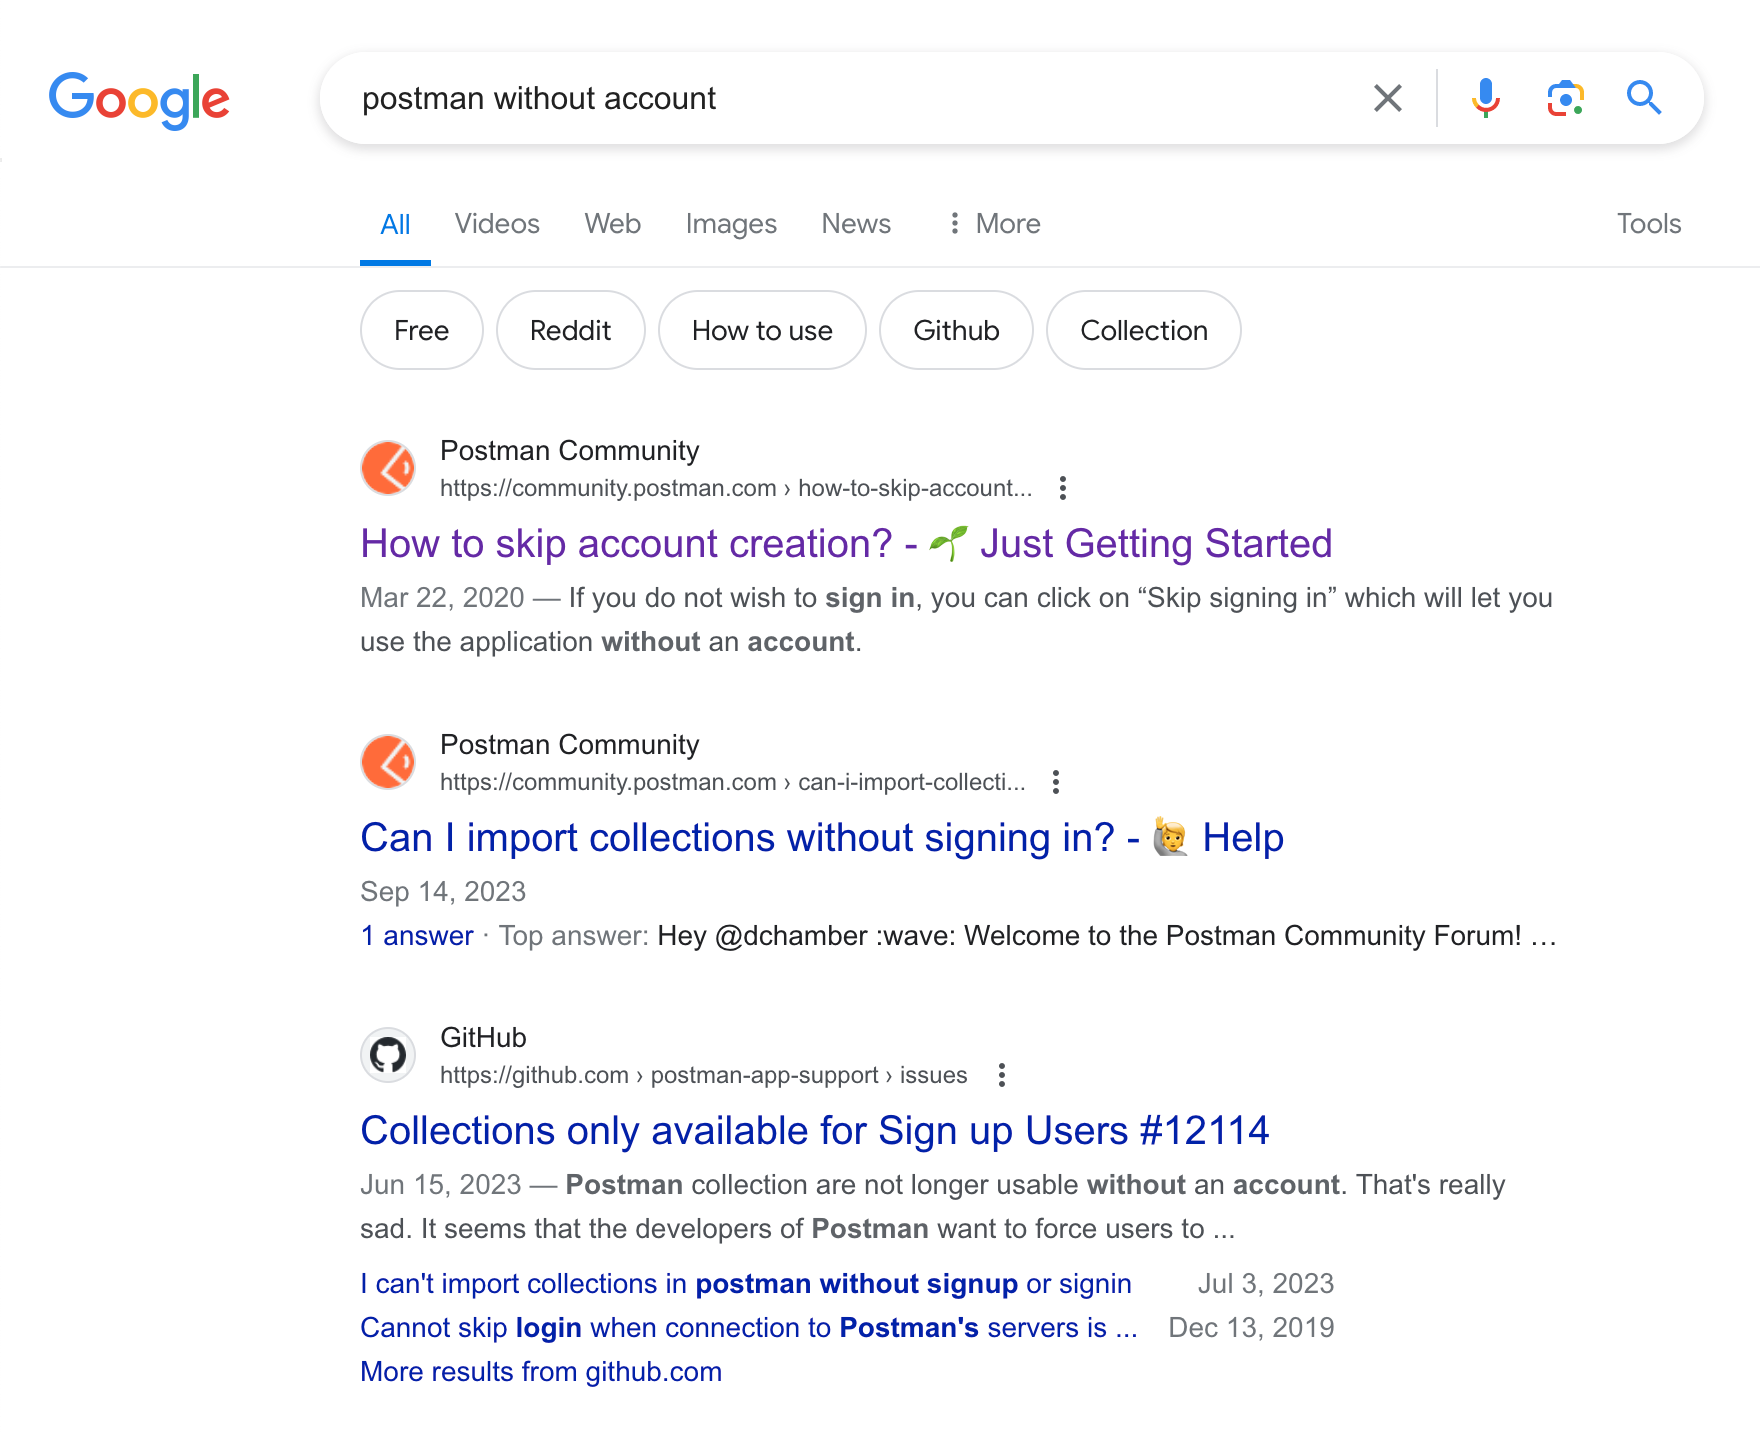 Google
postman without account
All Videos Web Images News More Tools
Free Reddit How to use Github Collection
Postman Community
https://community.postman.com › how-to-skip-account...
How to skip account creation? - 🌱 Just Getting Started
Mar 22, 2020 — If you do not wish to sign in, you can click on “Skip signing in” which will let you
use the application without an account.
Postman Community
https://community.postman.com › can-i-import-collecti...
Can I import collections without signing in? - 🙋 Help
Sep 14, 2023
1 answer · Top answer: Hey @dchamber :wave: Welcome to the Postman Community Forum! …
GitHub
https://github.com › postman-app-support › issues
Collections only available for Sign up Users #12114
Jun 15, 2023 — Postman collection are not longer usable without an account. That's really
sad. It seems that the developers of Postman want to force users to ...
I can't import collections in postman without signup or signin Jul 3, 2023
Cannot skip login when connection to Postman's servers is ... Dec 13, 2019
More results from github.com